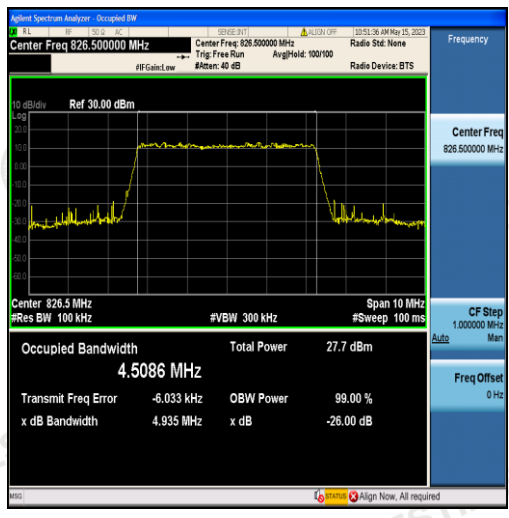 Agilent Spectrum Analyzer - Occupied BW
RL RF 50 Ω AC SENSE:INT ALIGN OFF 10:51:36 AM May 15, 2023
Center Freq 826.500000 MHz
Center Freq: 826.500000 MHz
Radio Std: None
Trig: Free Run Avg|Hold: 100/100
#IFGain:Low #Atten: 40 dB Radio Device: BTS
Frequency
10 dB/div Ref 30.00 dBm
Log
20.0
10.0
0.00
-10.0
-20.0
-30.0
-40.0
-50.0
-60.0
Center Freq
826.500000 MHz
Center 826.5 MHz Span 10 MHz
#Res BW 100 kHz #VBW 300 kHz #Sweep 100 ms
CF Step
1.000000 MHz
Auto Man
Occupied Bandwidth Total Power 27.7 dBm
4.5086 MHz
Transmit Freq Error -6.033 kHz OBW Power 99.00 %
x dB Bandwidth 4.935 MHz x dB -26.00 dB
Freq Offset
0 Hz
MSG STATUS Align Now, All required